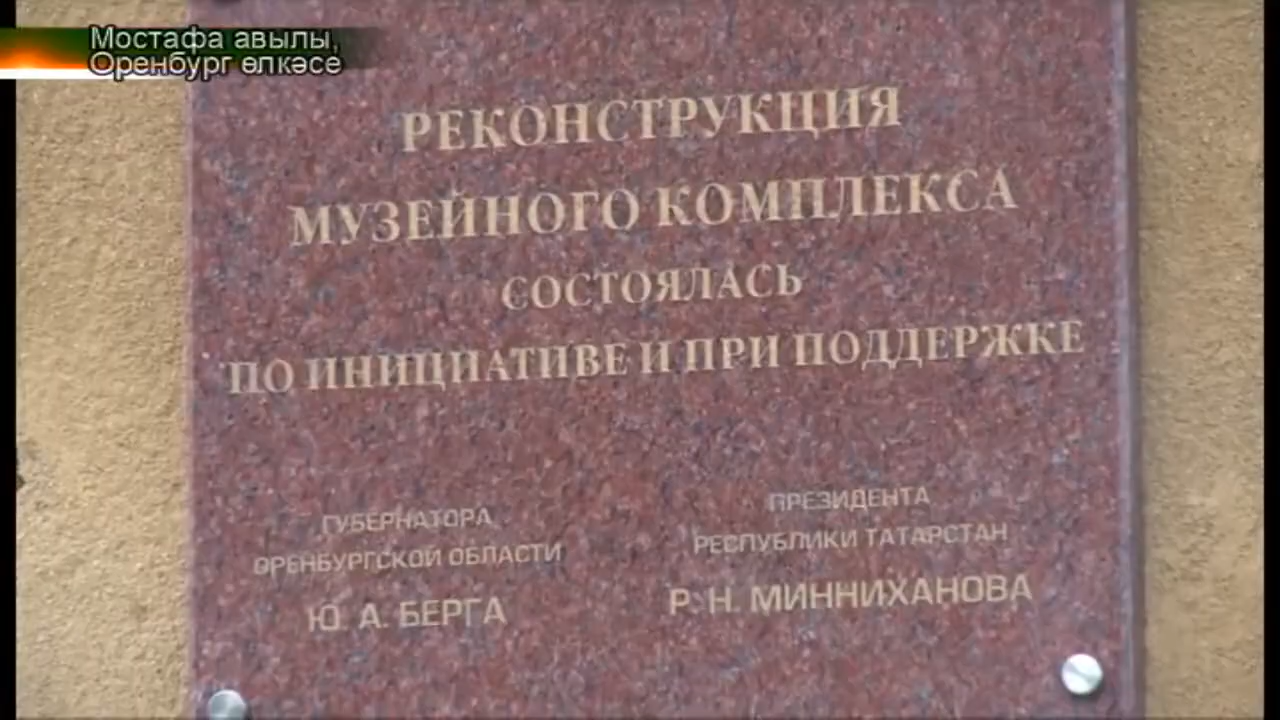 Мостафа авылы,
Оренбург өлкәсе
РЕКОНСТРУКЦИЯ
МУЗЕЙНОГО КОМПЛЕКСА
СОСТОЯЛАСЬ
ПО ИНИЦИАТИВЕ И ПРИ ПОДДЕРЖКЕ
ГУБЕРНАТОРА
ОРЕНБУРГСКОЙ ОБЛАСТИ
Ю. А. БЕРГА
ПРЕЗИДЕНТА
РЕСПУБЛИКИ ТАТАРСТАН
Р. Н. МИННИХАНОВА